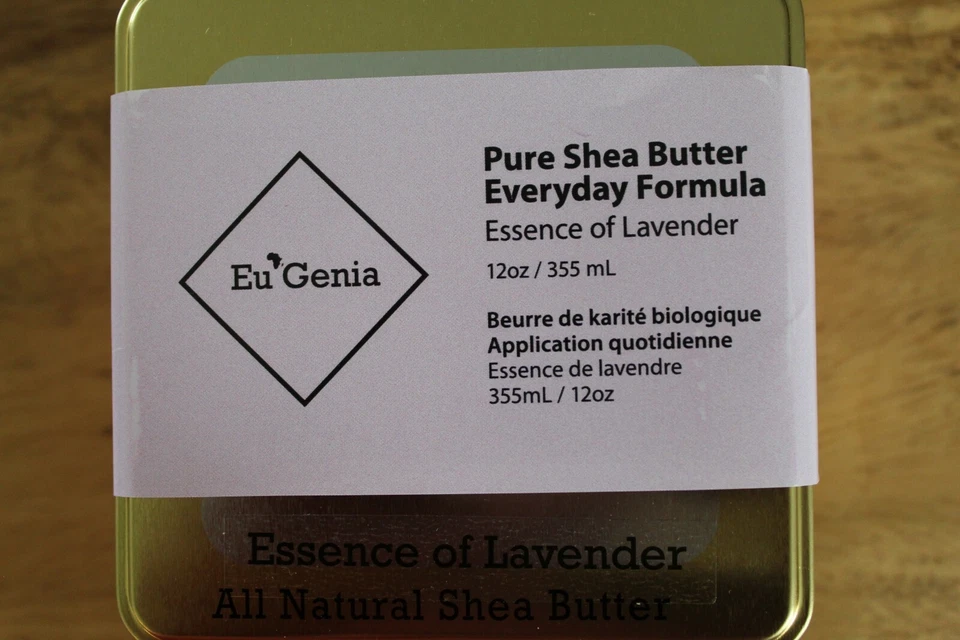 Eu'Genia
Pure Shea Butter
Everyday Formula
Essence of Lavender
12oz / 355 mL
Beurre de karité biologique
Application quotidienne
Essence de lavendre
355mL / 12oz
Essence of Lavender
All Natural Shea Butter